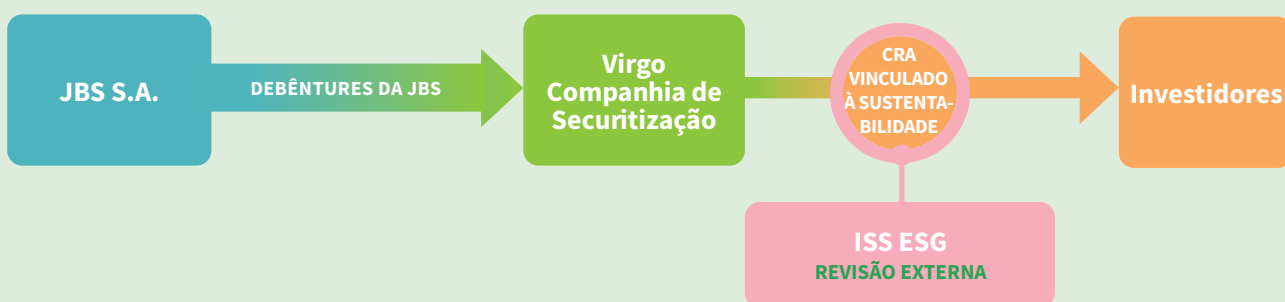 JBS S.A.
DEBÊNTURES DA JBS
Virgo
Companhia de
Securitização
CRA
VINCULADO
À SUSTENTA-
BILIDADE
Investidores
ISS ESG
REVISÃO EXTERNA